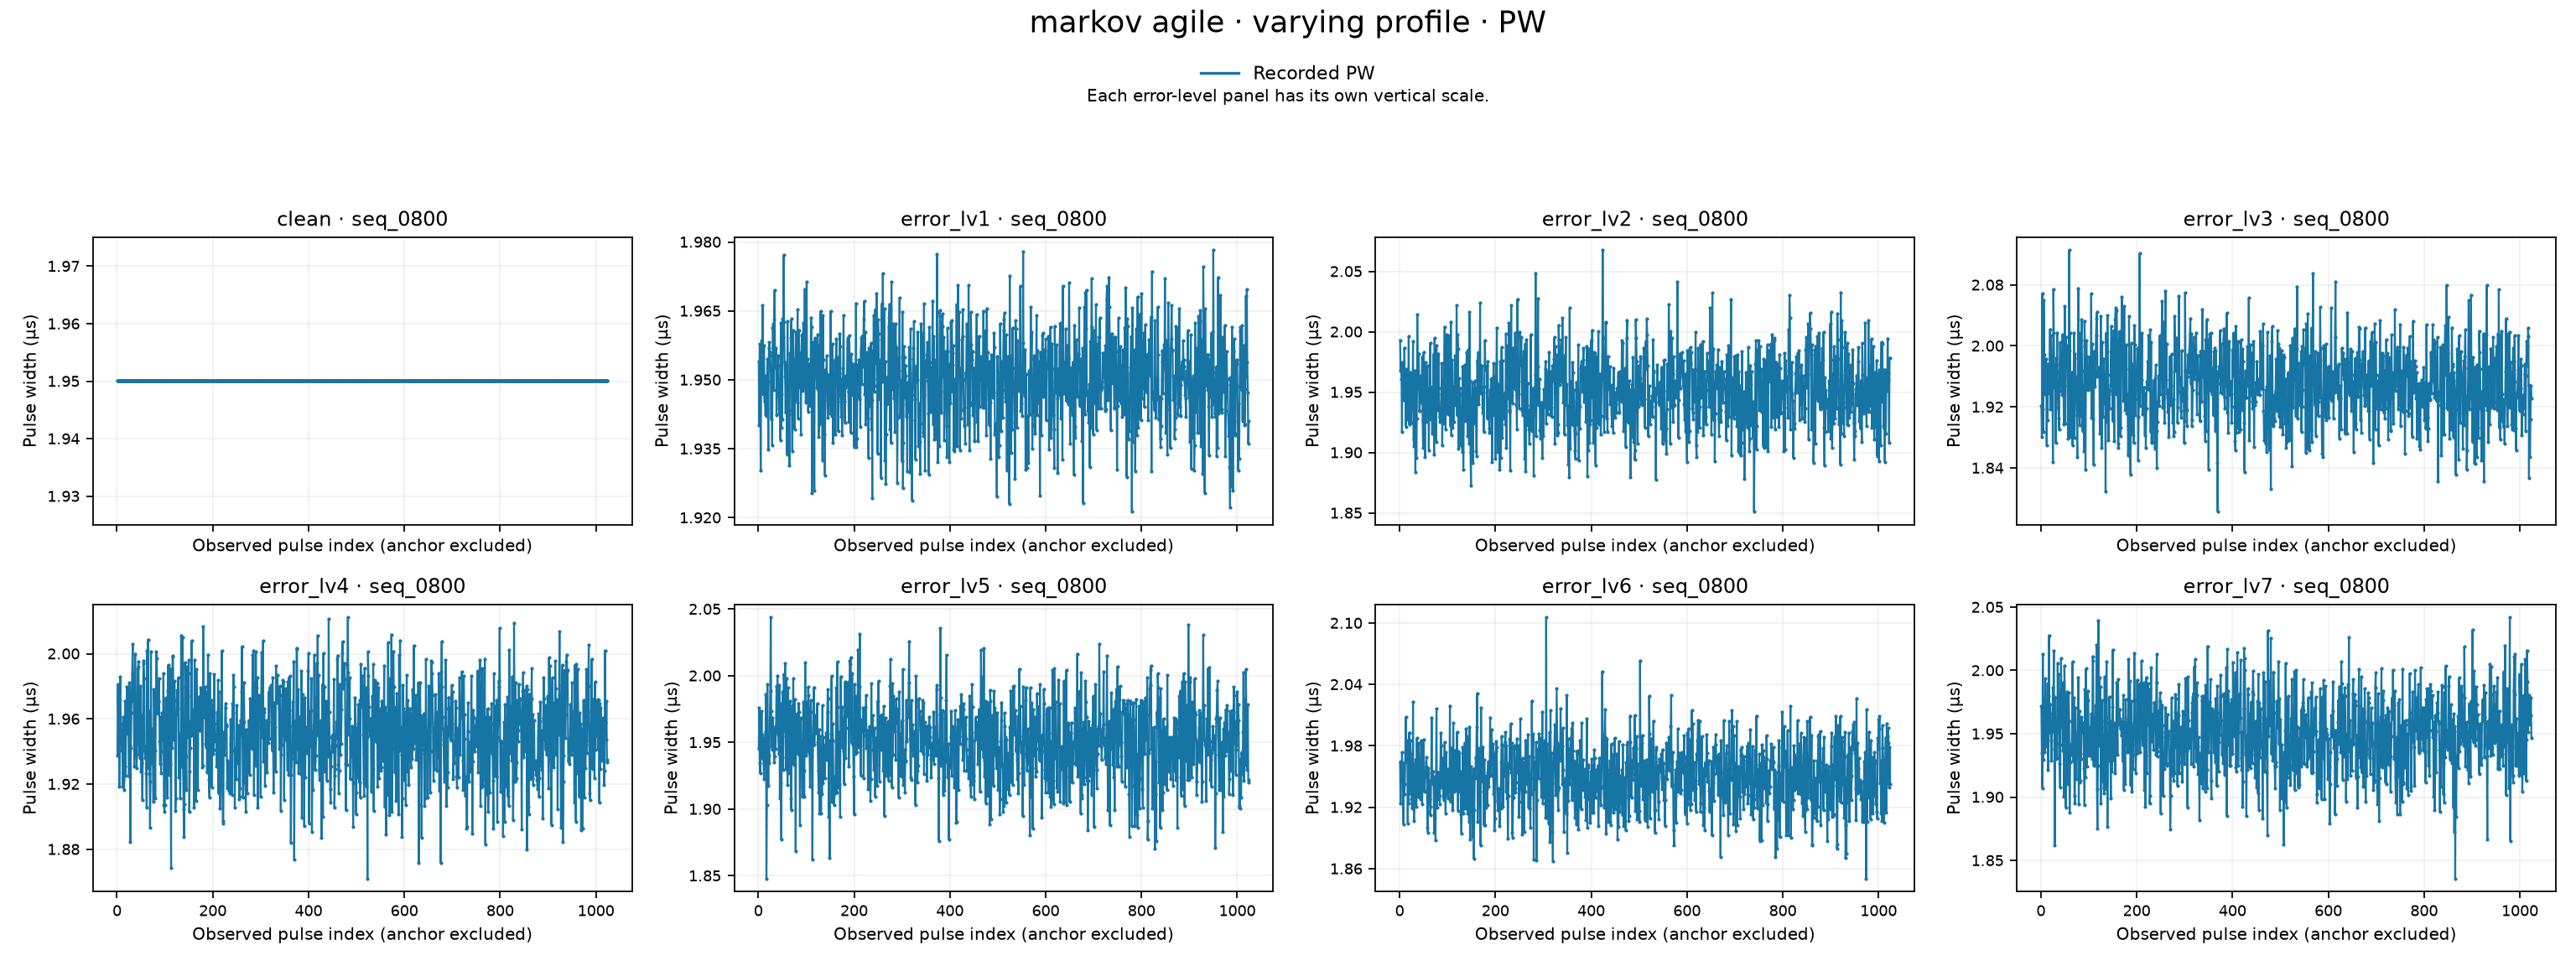 markov agile · varying profile · PW
Recorded PW
Each error-level panel has its own vertical scale.
clean · seq_0800
error_lv1 · seq_0800
error_lv2 · seq_0800
error_lv3 · seq_0800
Pulse width (µs)
1.97
1.96
1.95
1.94
1.93
Observed pulse index (anchor excluded)
Pulse width (µs)
1.980
1.965
1.950
1.935
1.920
Observed pulse index (anchor excluded)
Pulse width (µs)
2.05
2.00
1.95
1.90
1.85
Observed pulse index (anchor excluded)
Pulse width (µs)
2.08
2.00
1.92
1.84
Observed pulse index (anchor excluded)
error_lv4 · seq_0800
error_lv5 · seq_0800
error_lv6 · seq_0800
error_lv7 · seq_0800
Pulse width (µs)
2.00
1.96
1.92
1.88
0 200 400 600 800 1000
Observed pulse index (anchor excluded)
Pulse width (µs)
2.05
2.00
1.95
1.90
1.85
0 200 400 600 800 1000
Observed pulse index (anchor excluded)
Pulse width (µs)
2.10
2.04
1.98
1.92
1.86
0 200 400 600 800 1000
Observed pulse index (anchor excluded)
Pulse width (µs)
2.05
2.00
1.95
1.90
1.85
0 200 400 600 800 1000
Observed pulse index (anchor excluded)